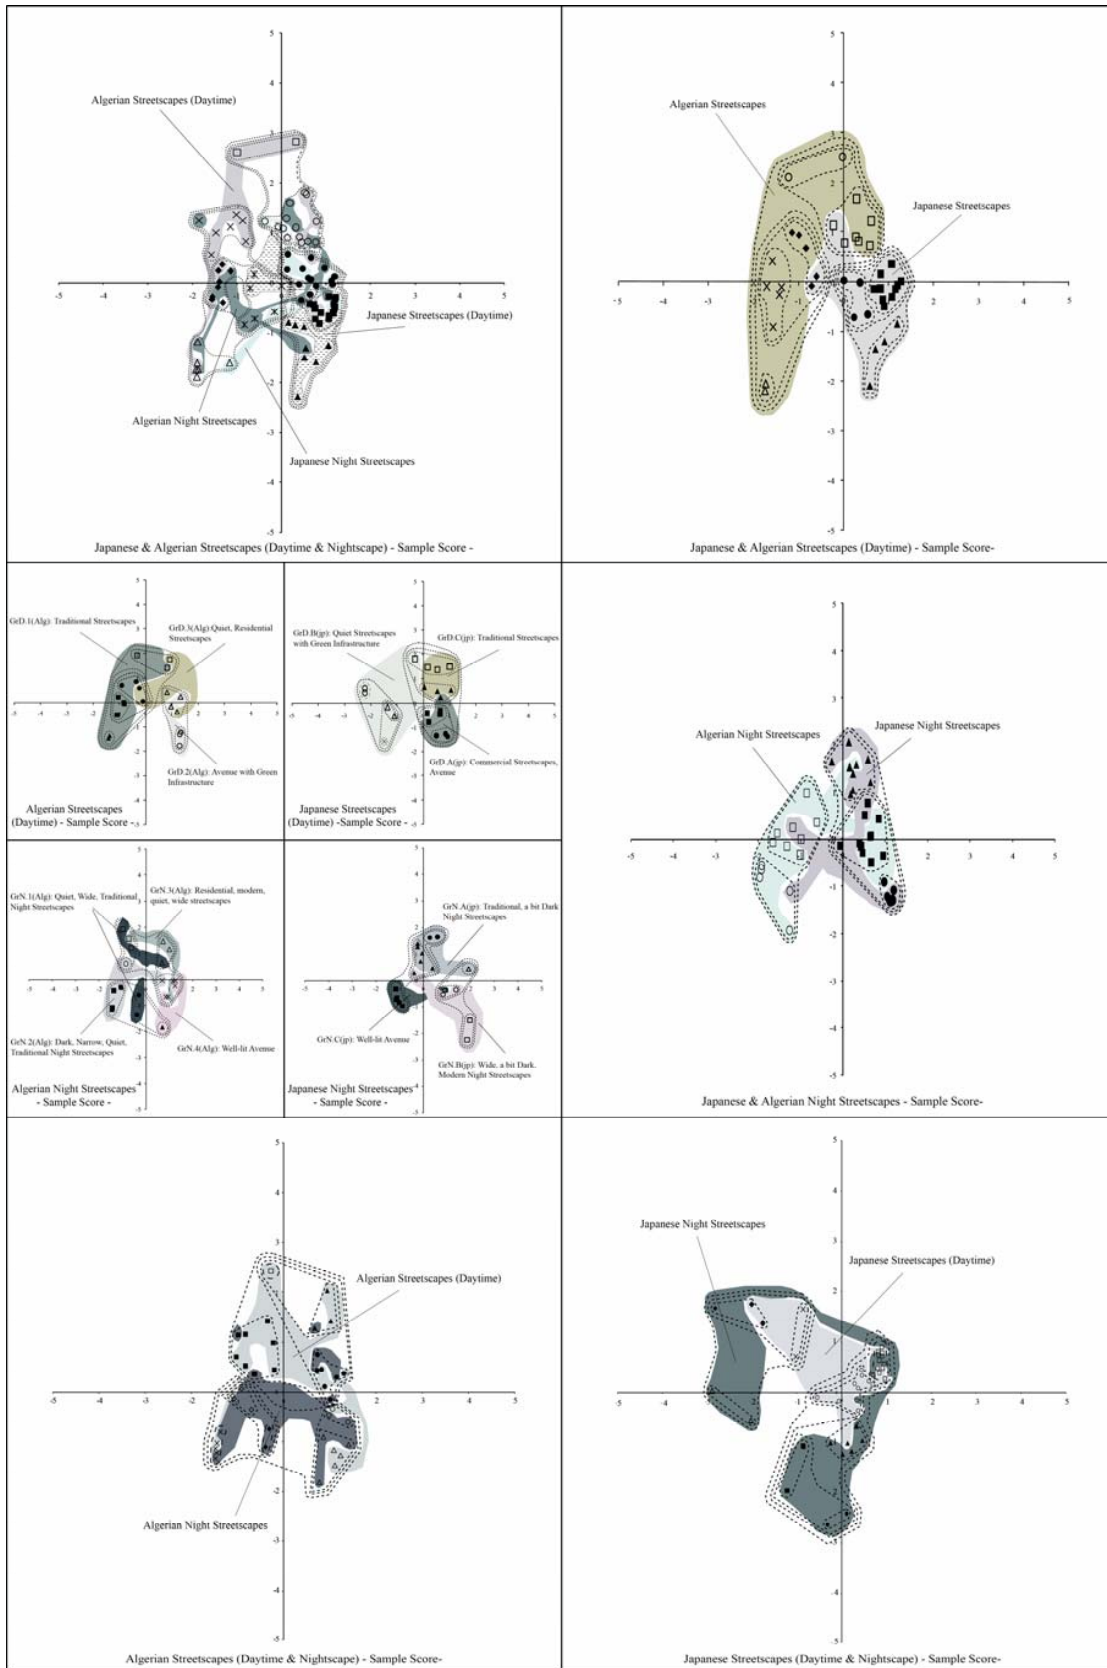 Algerian Streetscapes (Daytime)
Japanese Streetscapes (Daytime)
Algerian Night Streetscapes
Japanese Night Streetscapes
Japanese & Algerian Streetscapes (Daytime & Nightscape) - Sample Score -
Algerian Streetscapes
Japanese Streetscapes
Japanese & Algerian Streetscapes (Daytime) - Sample Score-
GrD.1(Alg): Traditional Streetscapes
GrD.3(Alg):Quiet, Residential
Streetscapes
GrD.2(Alg): Avenue with Green
Infrastructure
Algerian Streetscapes
(Daytime) - Sample Score -
GrD.B(jp): Quiet Streetscapes
with Green Infrastructure
GrD.C(jp): Traditional Streetscapes
GrD.A(jp): Commercial Streetscapes,
Avenue
Japanese Streetscapes
(Daytime) -Sample Score -
Algerian Night Streetscapes
Japanese Night Streetscapes
Japanese & Algerian Night Streetscapes - Sample Score-
GrN.1(Alg): Quiet, Wide, Traditional
Night Streetscapes
GrN.3(Alg): Residential, modern,
quiet, wide streetscapes
GrN.2(Alg): Dark, Narrow, Quiet,
Traditional Night Streetscapes
GrN.4(Alg): Well-lit Avenue
Algerian Night Streetscapes
- Sample Score -
GrN.A(jp): Traditional, a bit Dark
Night Streetscapes
GrN.C(jp): Well-lit Avenue
GrN.B(jp): Wide, a bit Dark,
Modern Night Streetscapes
Japanese Night Streetscapes
- Sample Score -
Algerian Streetscapes (Daytime)
Algerian Night Streetscapes
Algerian Streetscapes (Daytime & Nightscape) - Sample Score-
Japanese Night Streetscapes
Japanese Streetscapes (Daytime)
Japanese Streetscapes (Daytime & Nightscape) - Sample Score-